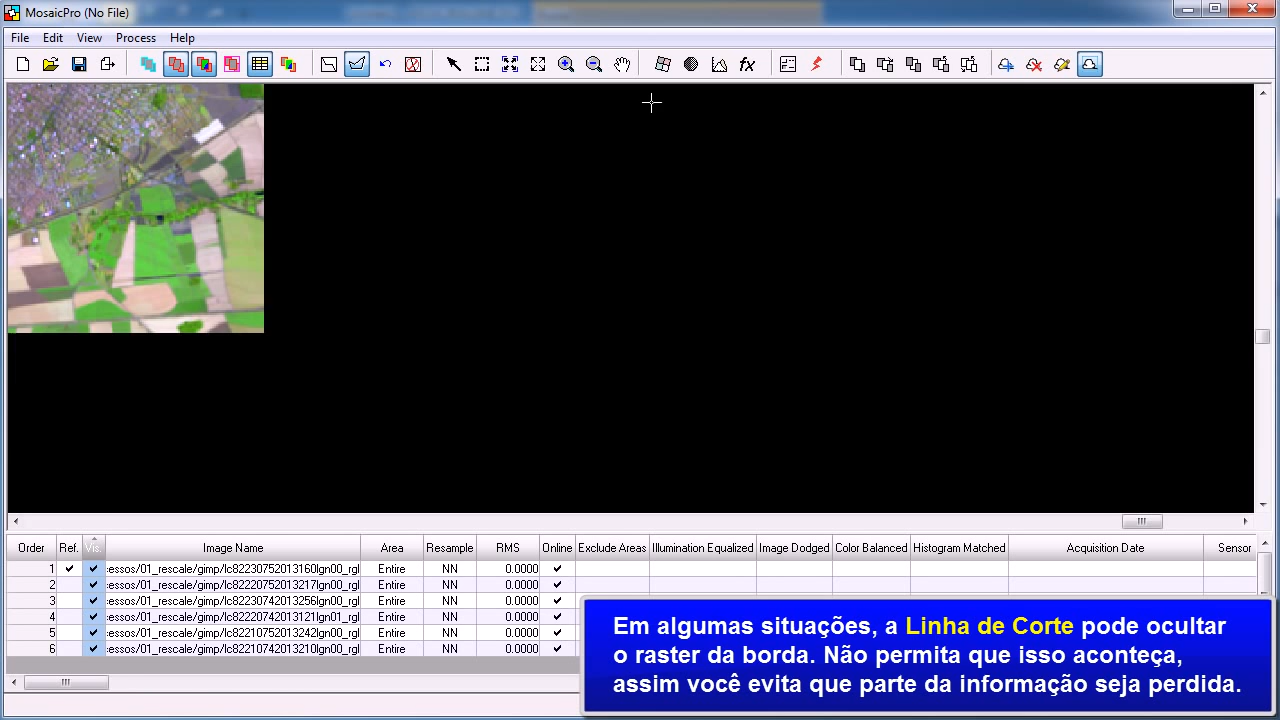 MosaicPro (No File)
File Edit View Process Help
fx
Order Ref. Vis. Image Name Area Resample RMS Online Exclude Areas Illumination Equalized Image Dodged Color Balanced Histogram Matched Acquisition Date Sensor
1 :essos/01_rescale/gimp/lc82230752013160lgn00_rgl Entire NN 0.0000
2 :essos/01_rescale/gimp/lc82220752013217lgn00_rgl Entire NN 0.0000
3 :essos/01_rescale/gimp/lc82230742013256lgn00_rgl Entire NN 0.0000
4 :essos/01_rescale/gimp/lc82220742013121lgn01_rgl Entire NN 0.0000
5 :essos/01_rescale/gimp/lc82210752013242lgn00_rgl Entire NN 0.0000
6 :essos/01_rescale/gimp/lc82210742013210lgn00_rgl Entire NN 0.0000
Em algumas situações, a Linha de Corte pode ocultar
o raster da borda. Não permita que isso aconteça,
assim você evita que parte da informação seja perdida.